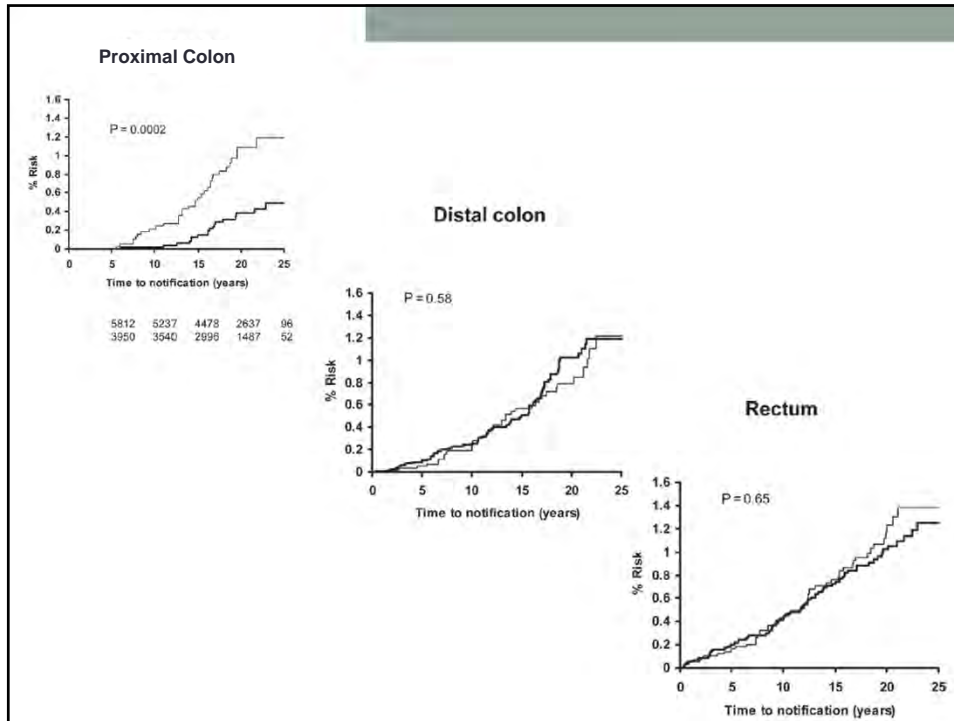 Proximal Colon
1.6
1.4
1.2
1
0.8
0.6
0.4
0.2
0
% Risk
P = 0.0002
0 5 10 15 20 25
Time to notification (years)
5812 5237 4478 2637 96
3950 3540 2996 1487 52
Distal colon
1.6
1.4
1.2
1
0.8
0.6
0.4
0.2
0
% Risk
P = 0.58
0 5 10 15 20 25
Time to notification (years)
Rectum
1.6
1.4
1.2
1
0.8
0.6
0.4
0.2
0
% Risk
P = 0.65
0 5 10 15 20 25
Time to notification (years)